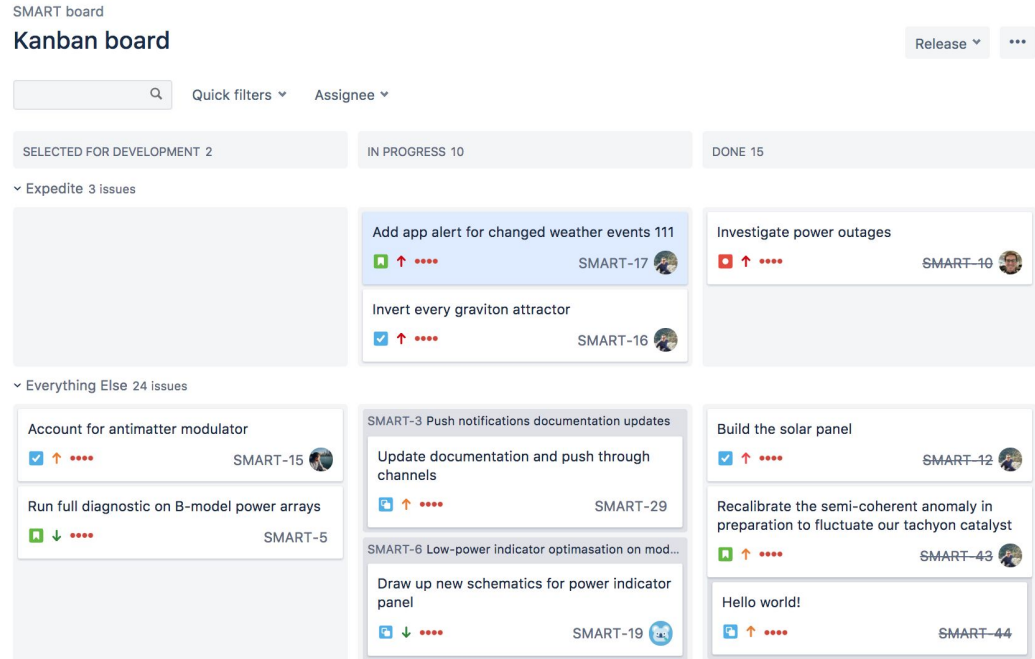 SMART board
Kanban board
Release
Quick filters
Assignee
SELECTED FOR DEVELOPMENT 2
IN PROGRESS 10
DONE 15
Expedite 3 issues
Add app alert for changed weather events 111
SMART-17
Invert every graviton attractor
SMART-16
Investigate power outages
SMART-10
Everything Else 24 issues
Account for antimatter modulator
SMART-15
Run full diagnostic on B-model power arrays
SMART-5
SMART-3 Push notifications documentation updates
Update documentation and push through
channels
SMART-29
SMART-6 Low-power indicator optimasation on mod...
Draw up new schematics for power indicator
panel
SMART-19
Build the solar panel
SMART-12
Recalibrate the semi-coherent anomaly in
preparation to fluctuate our tachyon catalyst
SMART-43
Hello world!
SMART-44